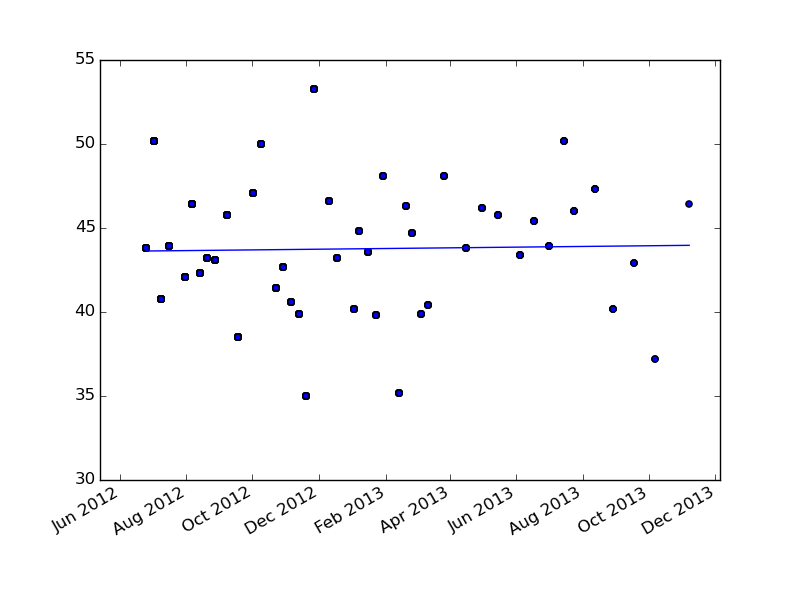 55
50
45
40
35
30
Jun 2012
Aug 2012
Oct 2012
Dec 2012
Feb 2013
Apr 2013
Jun 2013
Aug 2013
Oct 2013
Dec 2013